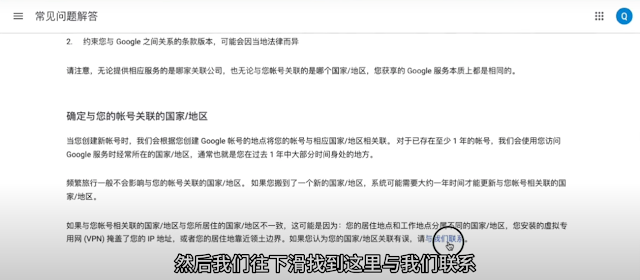 常见问题解答
Q
2. 约束您与 Google 之间关系的条款版本，可能会因当地法律而异
请注意，无论提供相应服务的是哪家关联公司，也无论与您帐号关联的是哪个国家/地区，您获享的 Google 服务本质上都是相同的。
确定与您的帐号关联的国家/地区
当您创建新帐号时，我们会根据您创建 Google 帐号的地点将您的帐号与相应国家/地区相关联。 对于已存在至少 1 年的帐号，我们会使用您访问
Google 服务时经常所在的国家/地区，通常也就是您在过去 1 年中大部分时间身处的地方。
频繁旅行一般不会影响与您的帐号关联的国家/地区。 如果您搬到了一个新的国家/地区，系统可能需要大约一年时间才能更新与您帐号相关联的国
家/地区。
如果与您帐号相关联的国家/地区与您所居住的国家/地区不一致，这可能是因为：您的居住地点和工作地点分属不同的国家/地区，您安装的虚拟专
用网 (VPN) 掩盖了您的 IP 地址，或者您的居住地靠近领土边界。如果您认为您的国家/地区关联有误，请与我们联系。
然后我们往下滑找到这里与我们联系